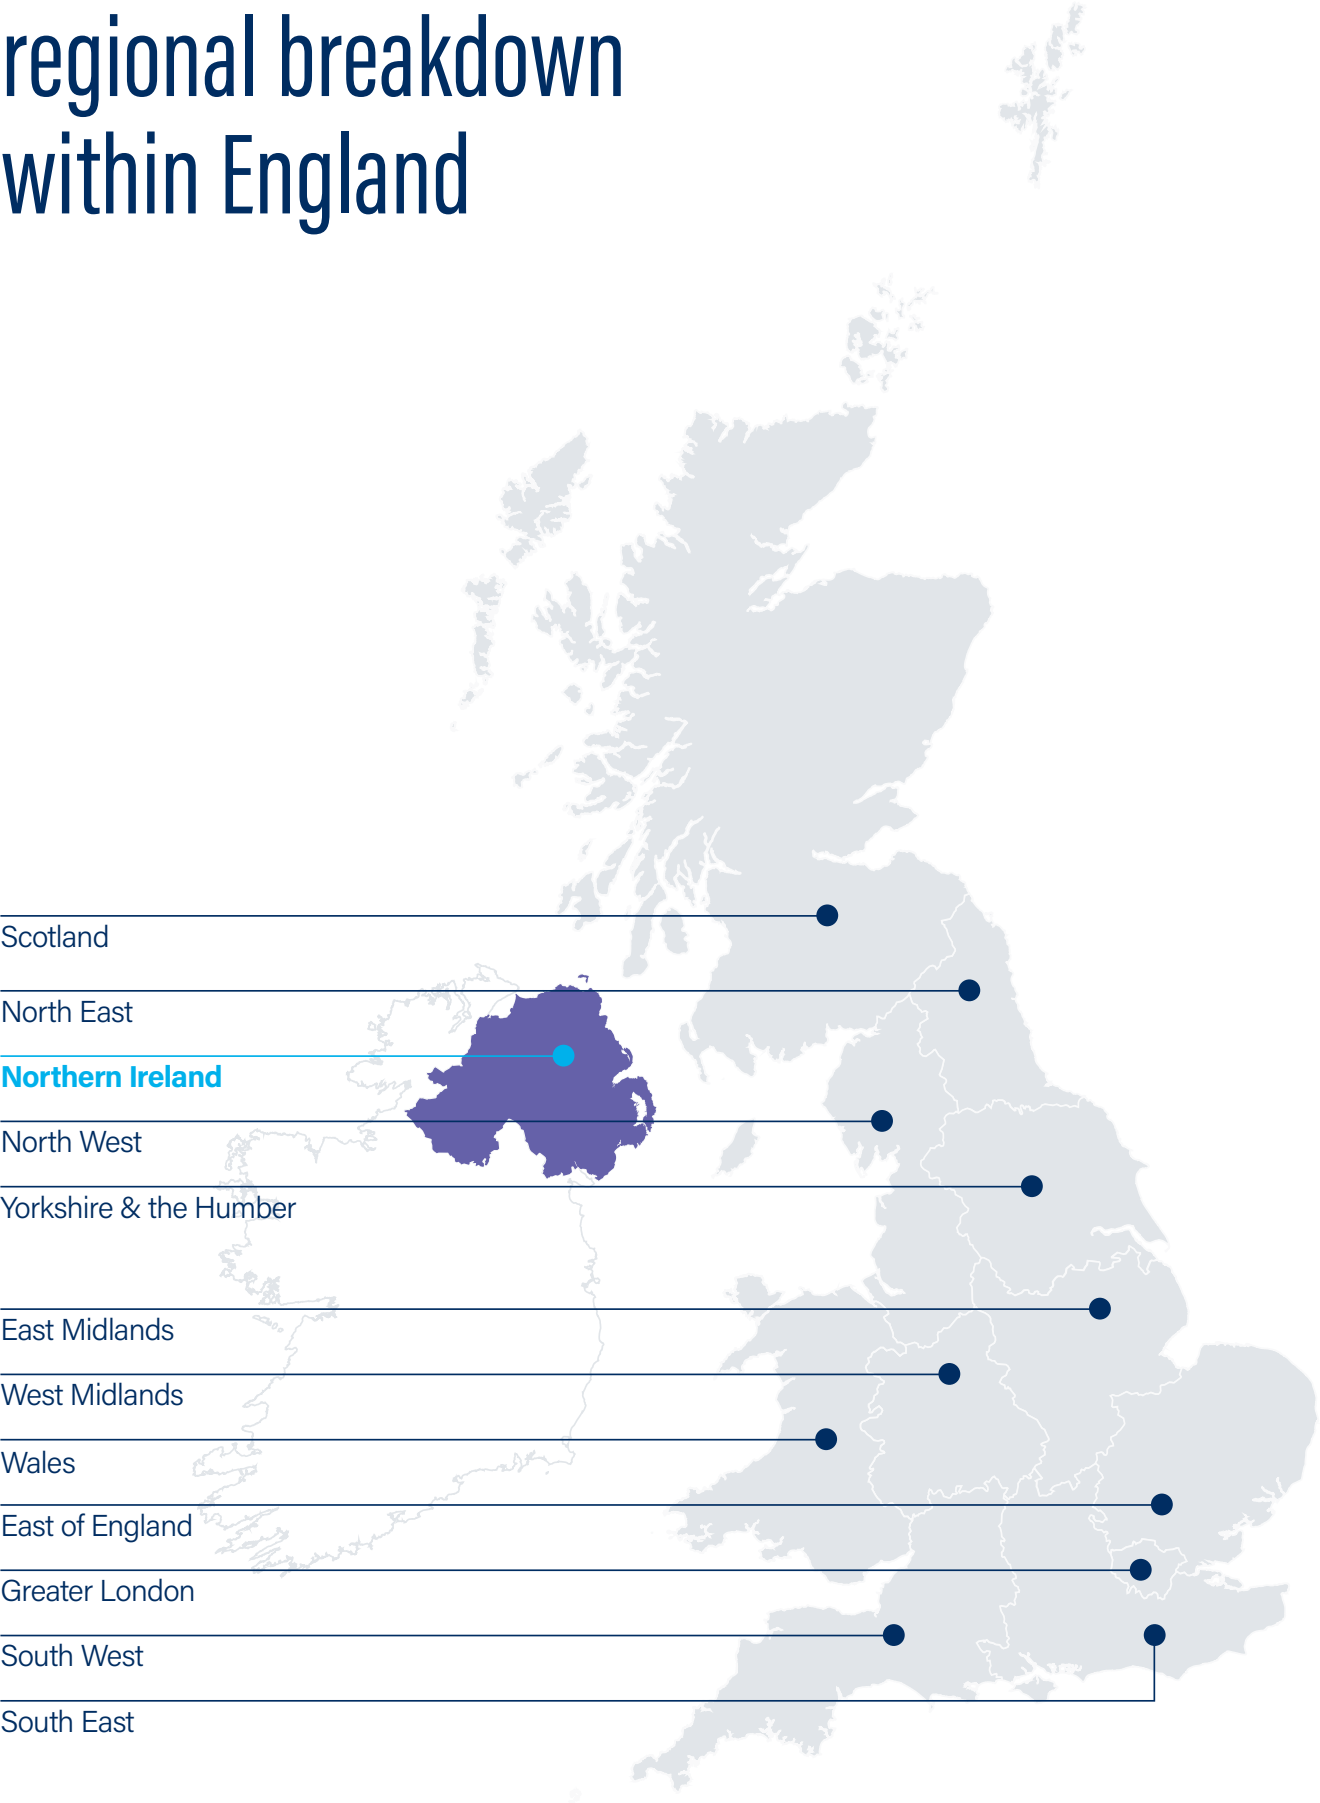 regional breakdown
within England
Scotland
North East
Northern Ireland
North West
Yorkshire & the Humber
East Midlands
West Midlands
Wales
East of England
Greater London
South West
South East